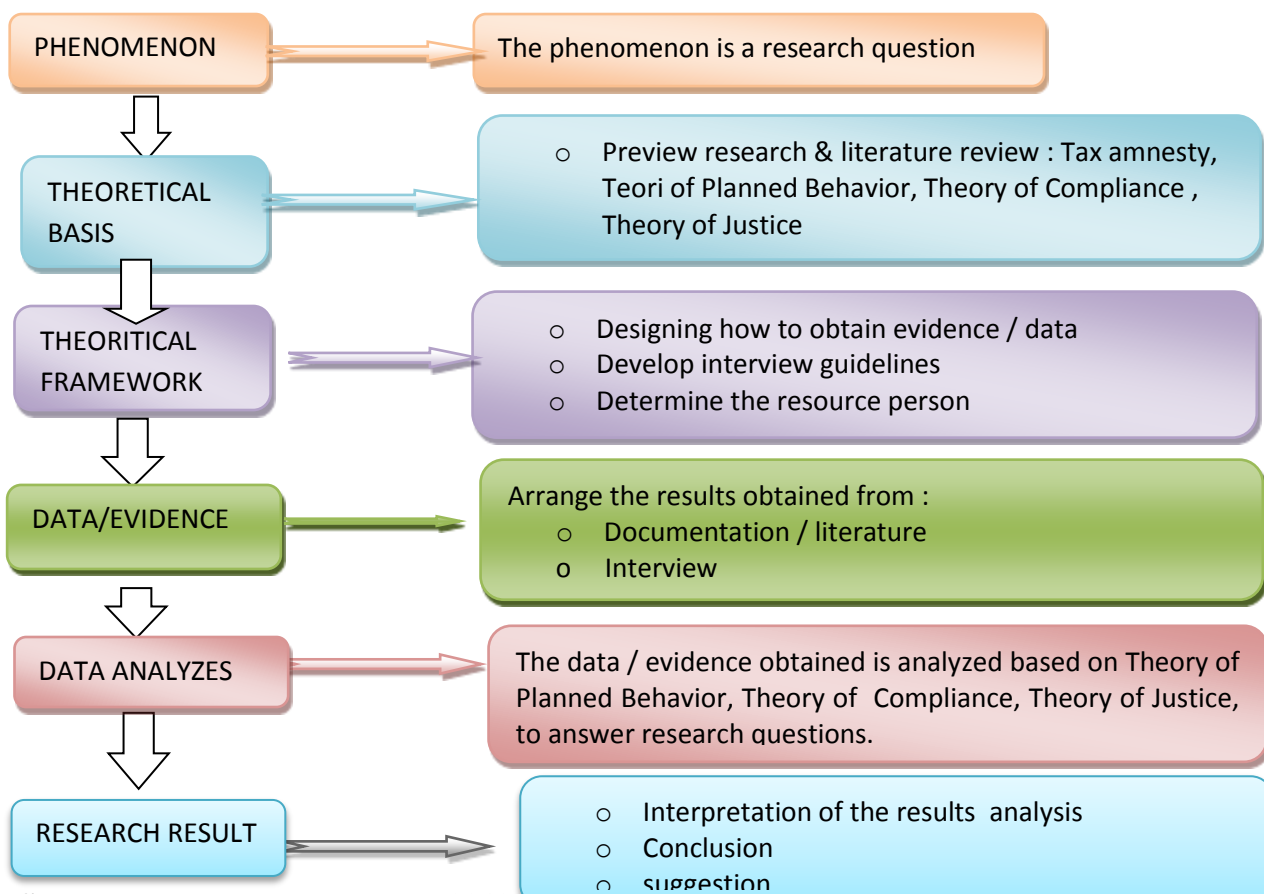 PHENOMENON
The phenomenon is a research question
THEORETICAL
BASIS
o Preview research & literature review : Tax amnesty,
Teori of Planned Behavior, Theory of Compliance ,
Theory of Justice
THEORITICAL
FRAMEWORK
o Designing how to obtain evidence / data
o Develop interview guidelines
o Determine the resource person
DATA/EVIDENCE
Arrange the results obtained from :
o Documentation / literature
o Interview
DATA ANALYZES
The data / evidence obtained is analyzed based on Theory of
Planned Behavior, Theory of Compliance, Theory of Justice,
to answer research questions.
RESEARCH RESULT
o Interpretation of the results analysis
o Conclusion
o suggestion